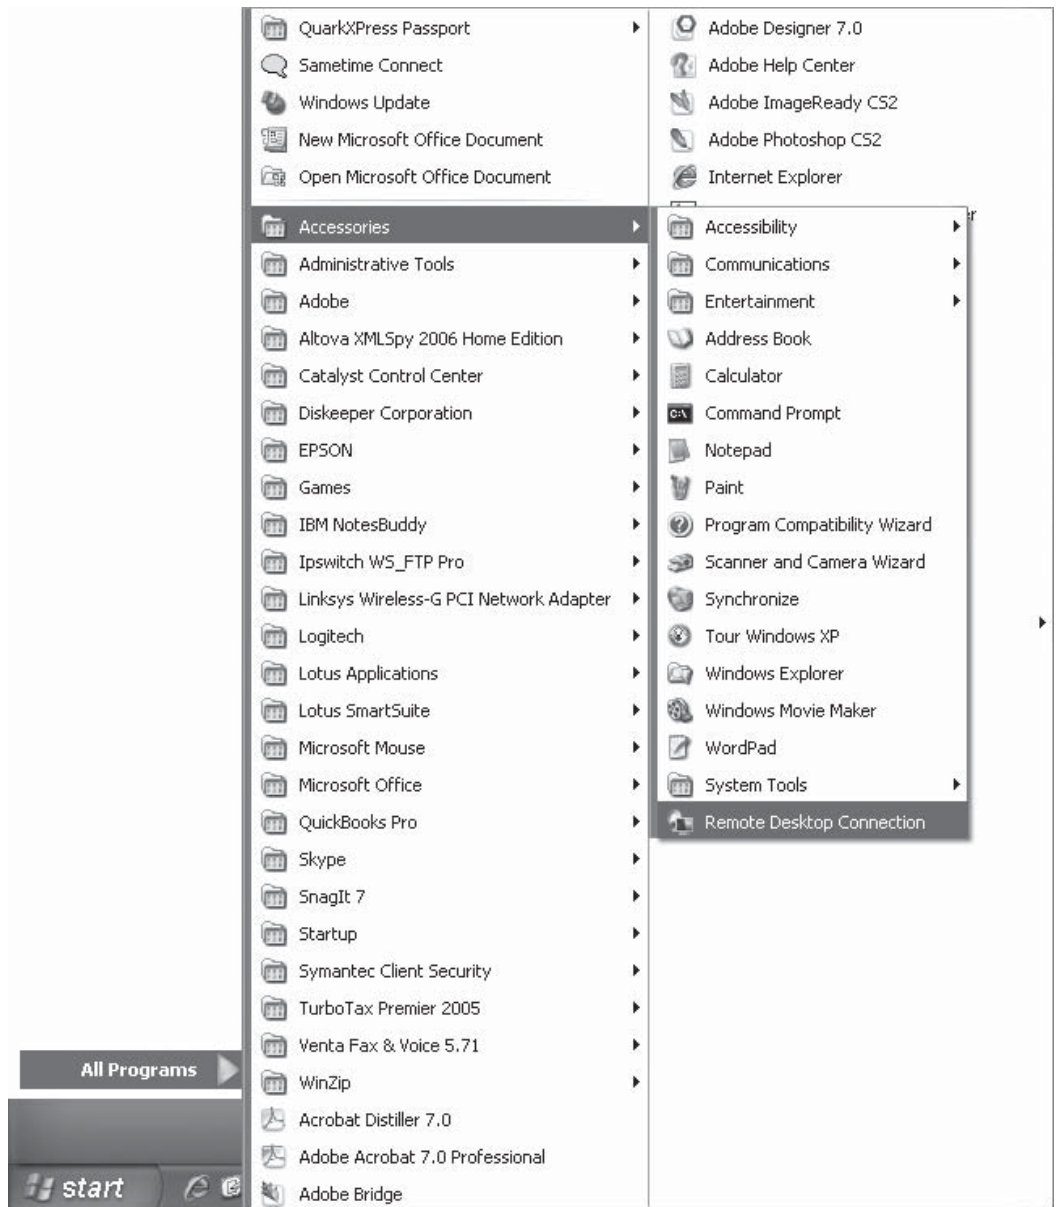 QuarkXPress Passport
Sametime Connect
Windows Update
New Microsoft Office Document
Open Microsoft Office Document
Accessories
Administrative Tools
Adobe
Altova XMLSpy 2006 Home Edition
Catalyst Control Center
Diskeeper Corporation
EPSON
Games
IBM NotesBuddy
Ipswitch WS_FTP Pro
Linksys Wireless-G PCI Network Adapter
Logitech
Lotus Applications
Lotus SmartSuite
Microsoft Mouse
Microsoft Office
QuickBooks Pro
Skype
SnagIt 7
Startup
Symantec Client Security
TurboTax Premier 2005
Venta Fax & Voice 5.71
WinZip
Acrobat Distiller 7.0
Adobe Acrobat 7.0 Professional
Adobe Bridge
Adobe Designer 7.0
Adobe Help Center
Adobe ImageReady CS2
Adobe Photoshop CS2
Internet Explorer
Accessibility
Communications
Entertainment
Address Book
Calculator
C:\
Command Prompt
Notepad
Paint
Program Compatibility Wizard
Scanner and Camera Wizard
Synchronize
Tour Windows XP
Windows Explorer
Windows Movie Maker
WordPad
System Tools
Remote Desktop Connection
All Programs
start